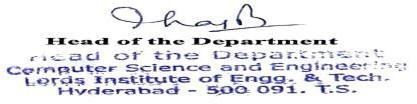 Head of the Department
Head of the Department
Computer Science and Engineering
Lords Institute of Engg. & Tech.
Hyderabad - 500 091. T.S.